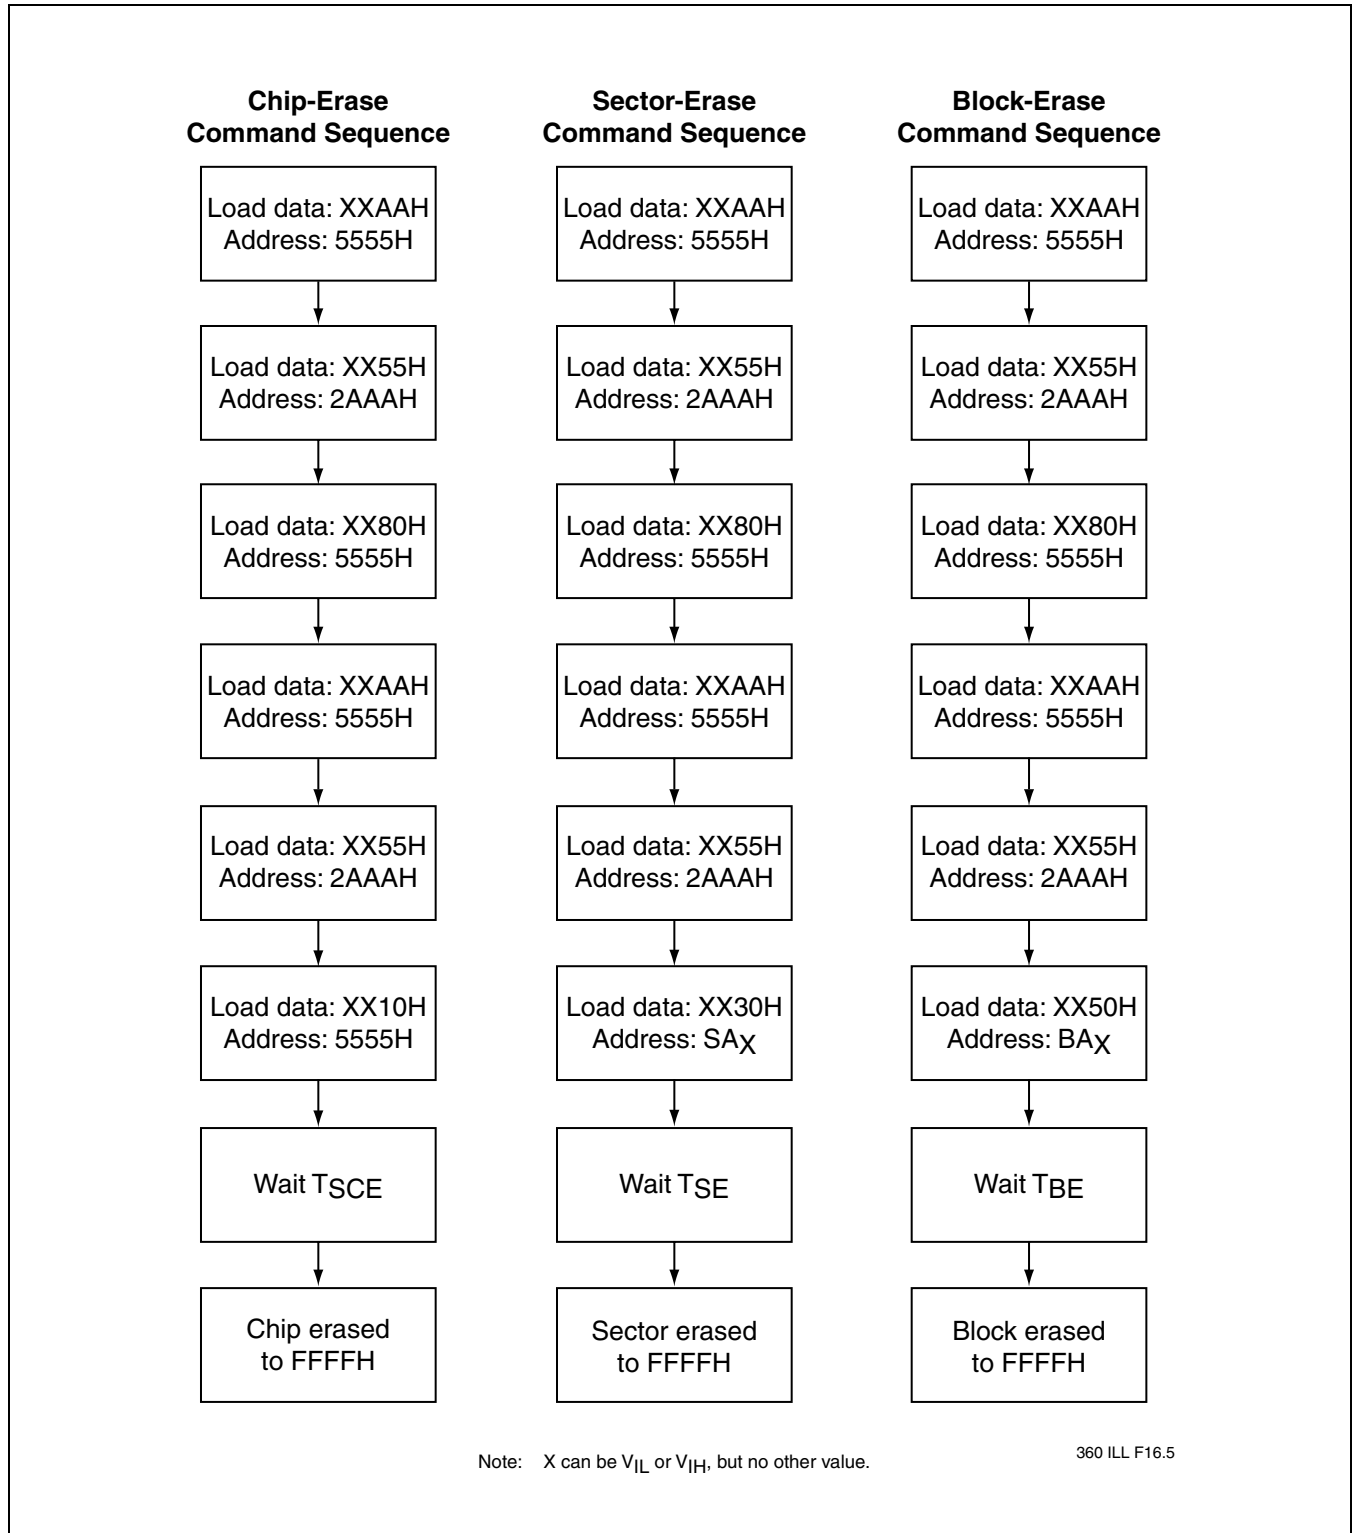 Chip-Erase
Command Sequence
Load data: XXAAH
Address: 5555H
Load data: XX55H
Address: 2AAAH
Load data: XX80H
Address: 5555H
Load data: XXAAH
Address: 5555H
Load data: XX55H
Address: 2AAAH
Load data: XX10H
Address: 5555H
Wait TSCE
Chip erased
to FFFFH
Sector-Erase
Command Sequence
Load data: XXAAH
Address: 5555H
Load data: XX55H
Address: 2AAAH
Load data: XX80H
Address: 5555H
Load data: XXAAH
Address: 5555H
Load data: XX55H
Address: 2AAAH
Load data: XX30H
Address: SAX
Wait TSE
Sector erased
to FFFFH
Block-Erase
Command Sequence
Load data: XXAAH
Address: 5555H
Load data: XX55H
Address: 2AAAH
Load data: XX80H
Address: 5555H
Load data: XXAAH
Address: 5555H
Load data: XX55H
Address: 2AAAH
Load data: XX50H
Address: BAX
Wait TBE
Block erased
to FFFFH
Note: X can be VIL or VIH, but no other value.
360 ILL F16.5